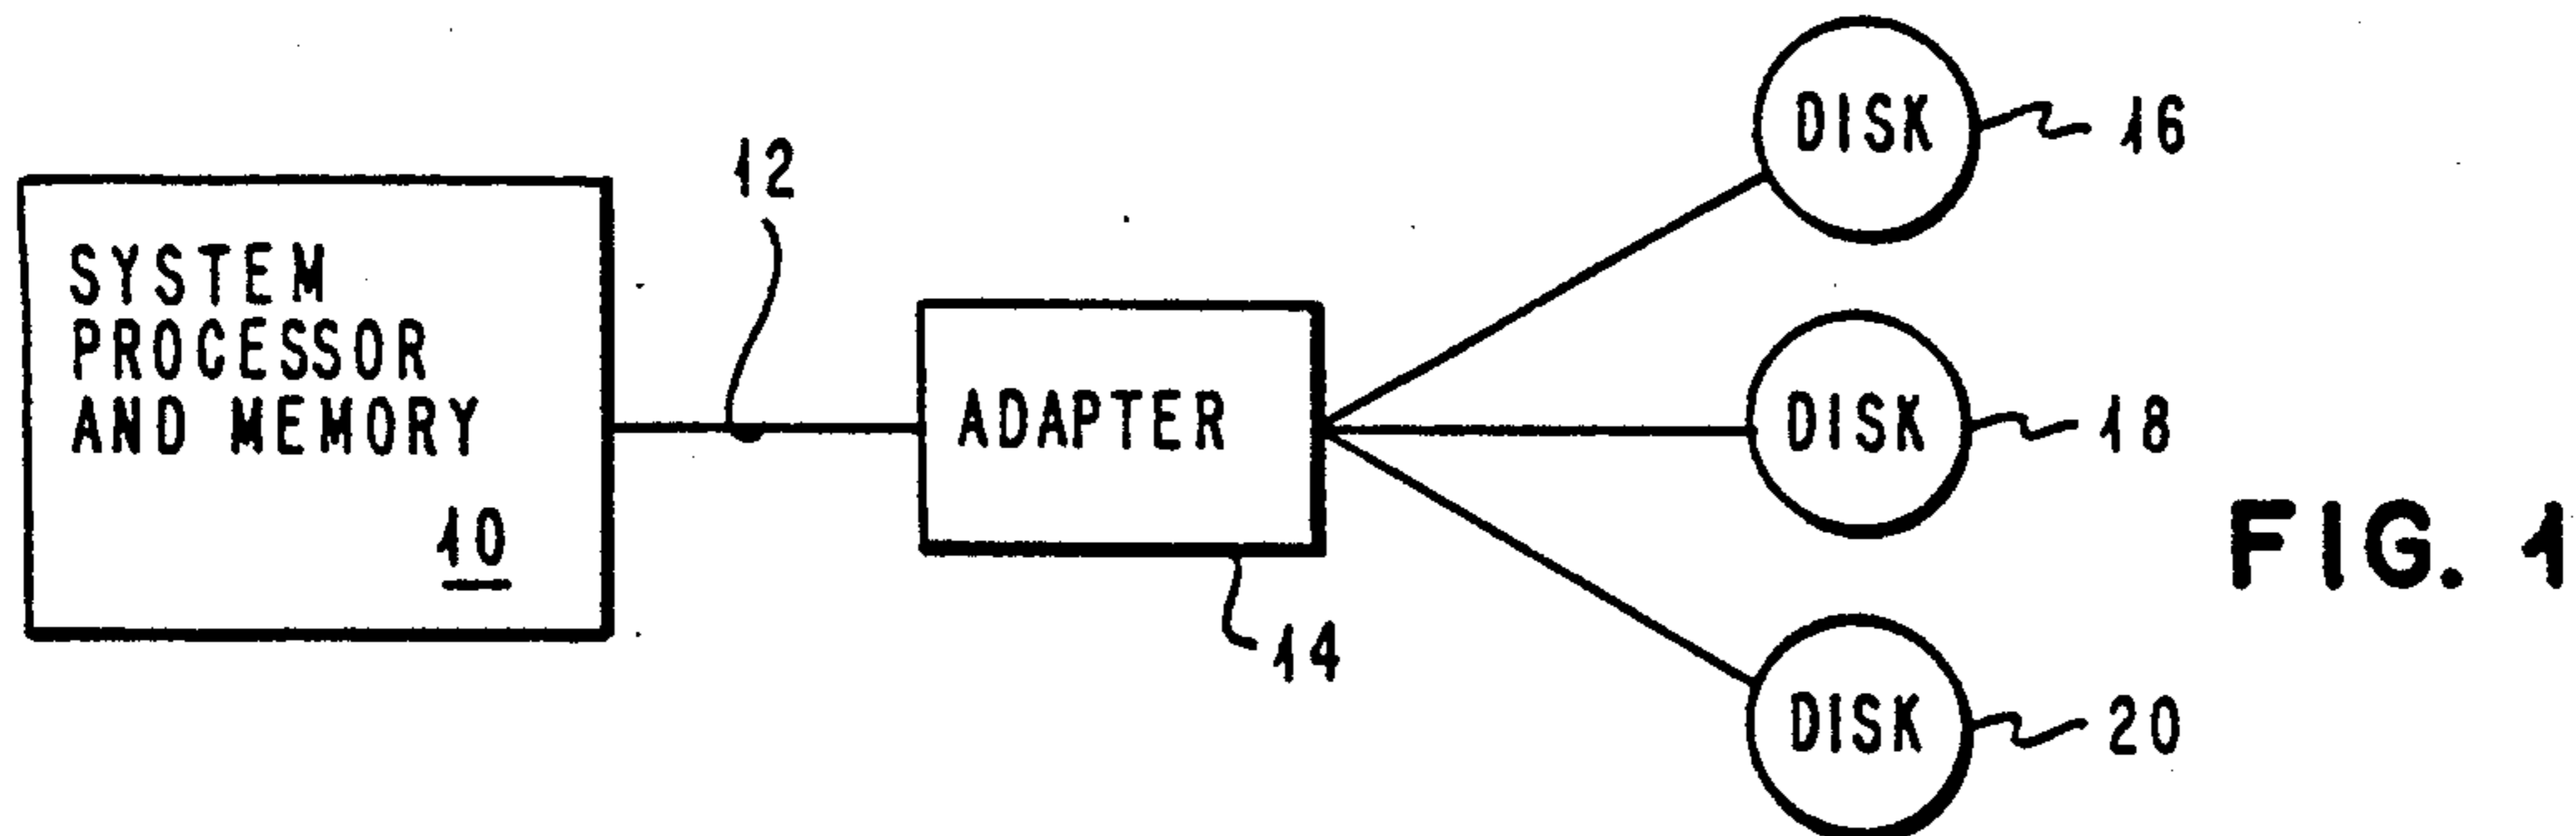 SYSTEM
PROCESSOR
AND MEMORY
10
12
ADAPTER
14
DISK
16
DISK
18
DISK
20
FIG. 1